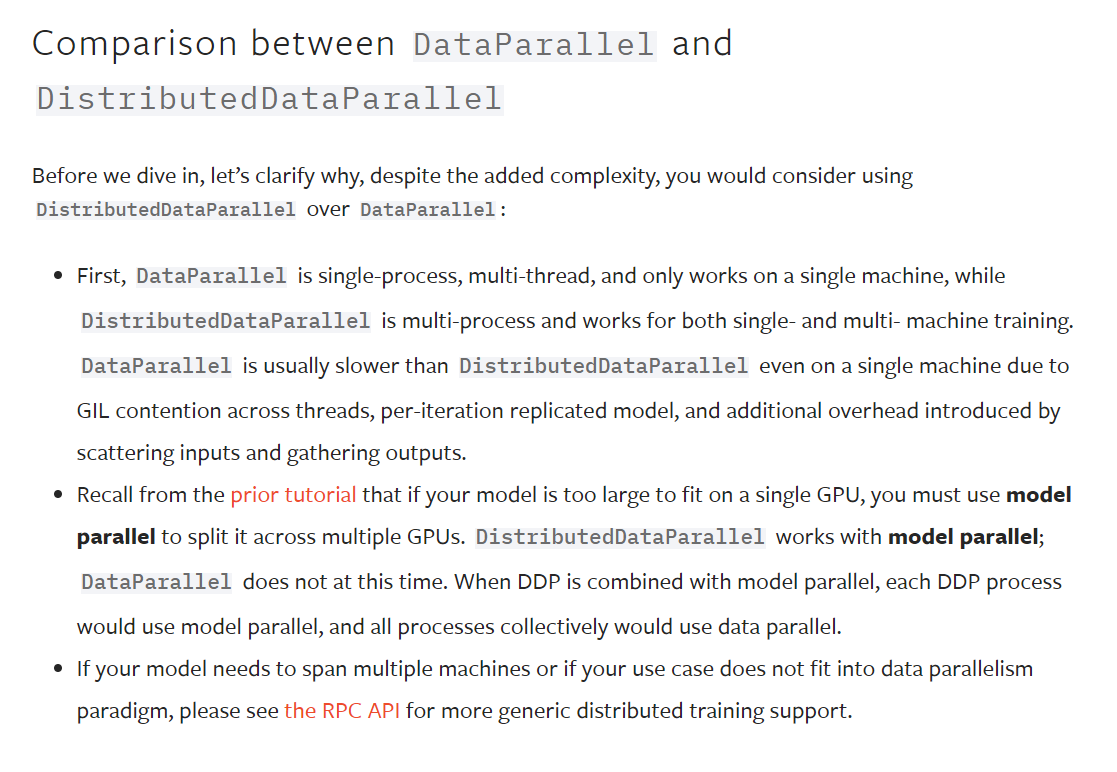 Comparison between DataParallel and
DistributedDataParallel
Before we dive in, let’s clarify why, despite the added complexity, you would consider using
DistributedDataParallel over DataParallel:
• First, DataParallel is single-process, multi-thread, and only works on a single machine, while
DistributedDataParallel is multi-process and works for both single- and multi- machine training.
DataParallel is usually slower than DistributedDataParallel even on a single machine due to
GIL contention across threads, per-iteration replicated model, and additional overhead introduced by
scattering inputs and gathering outputs.
• Recall from the prior tutorial that if your model is too large to fit on a single GPU, you must use model
parallel to split it across multiple GPUs. DistributedDataParallel works with model parallel;
DataParallel does not at this time. When DDP is combined with model parallel, each DDP process
would use model parallel, and all processes collectively would use data parallel.
• If your model needs to span multiple machines or if your use case does not fit into data parallelism
paradigm, please see the RPC API for more generic distributed training support.